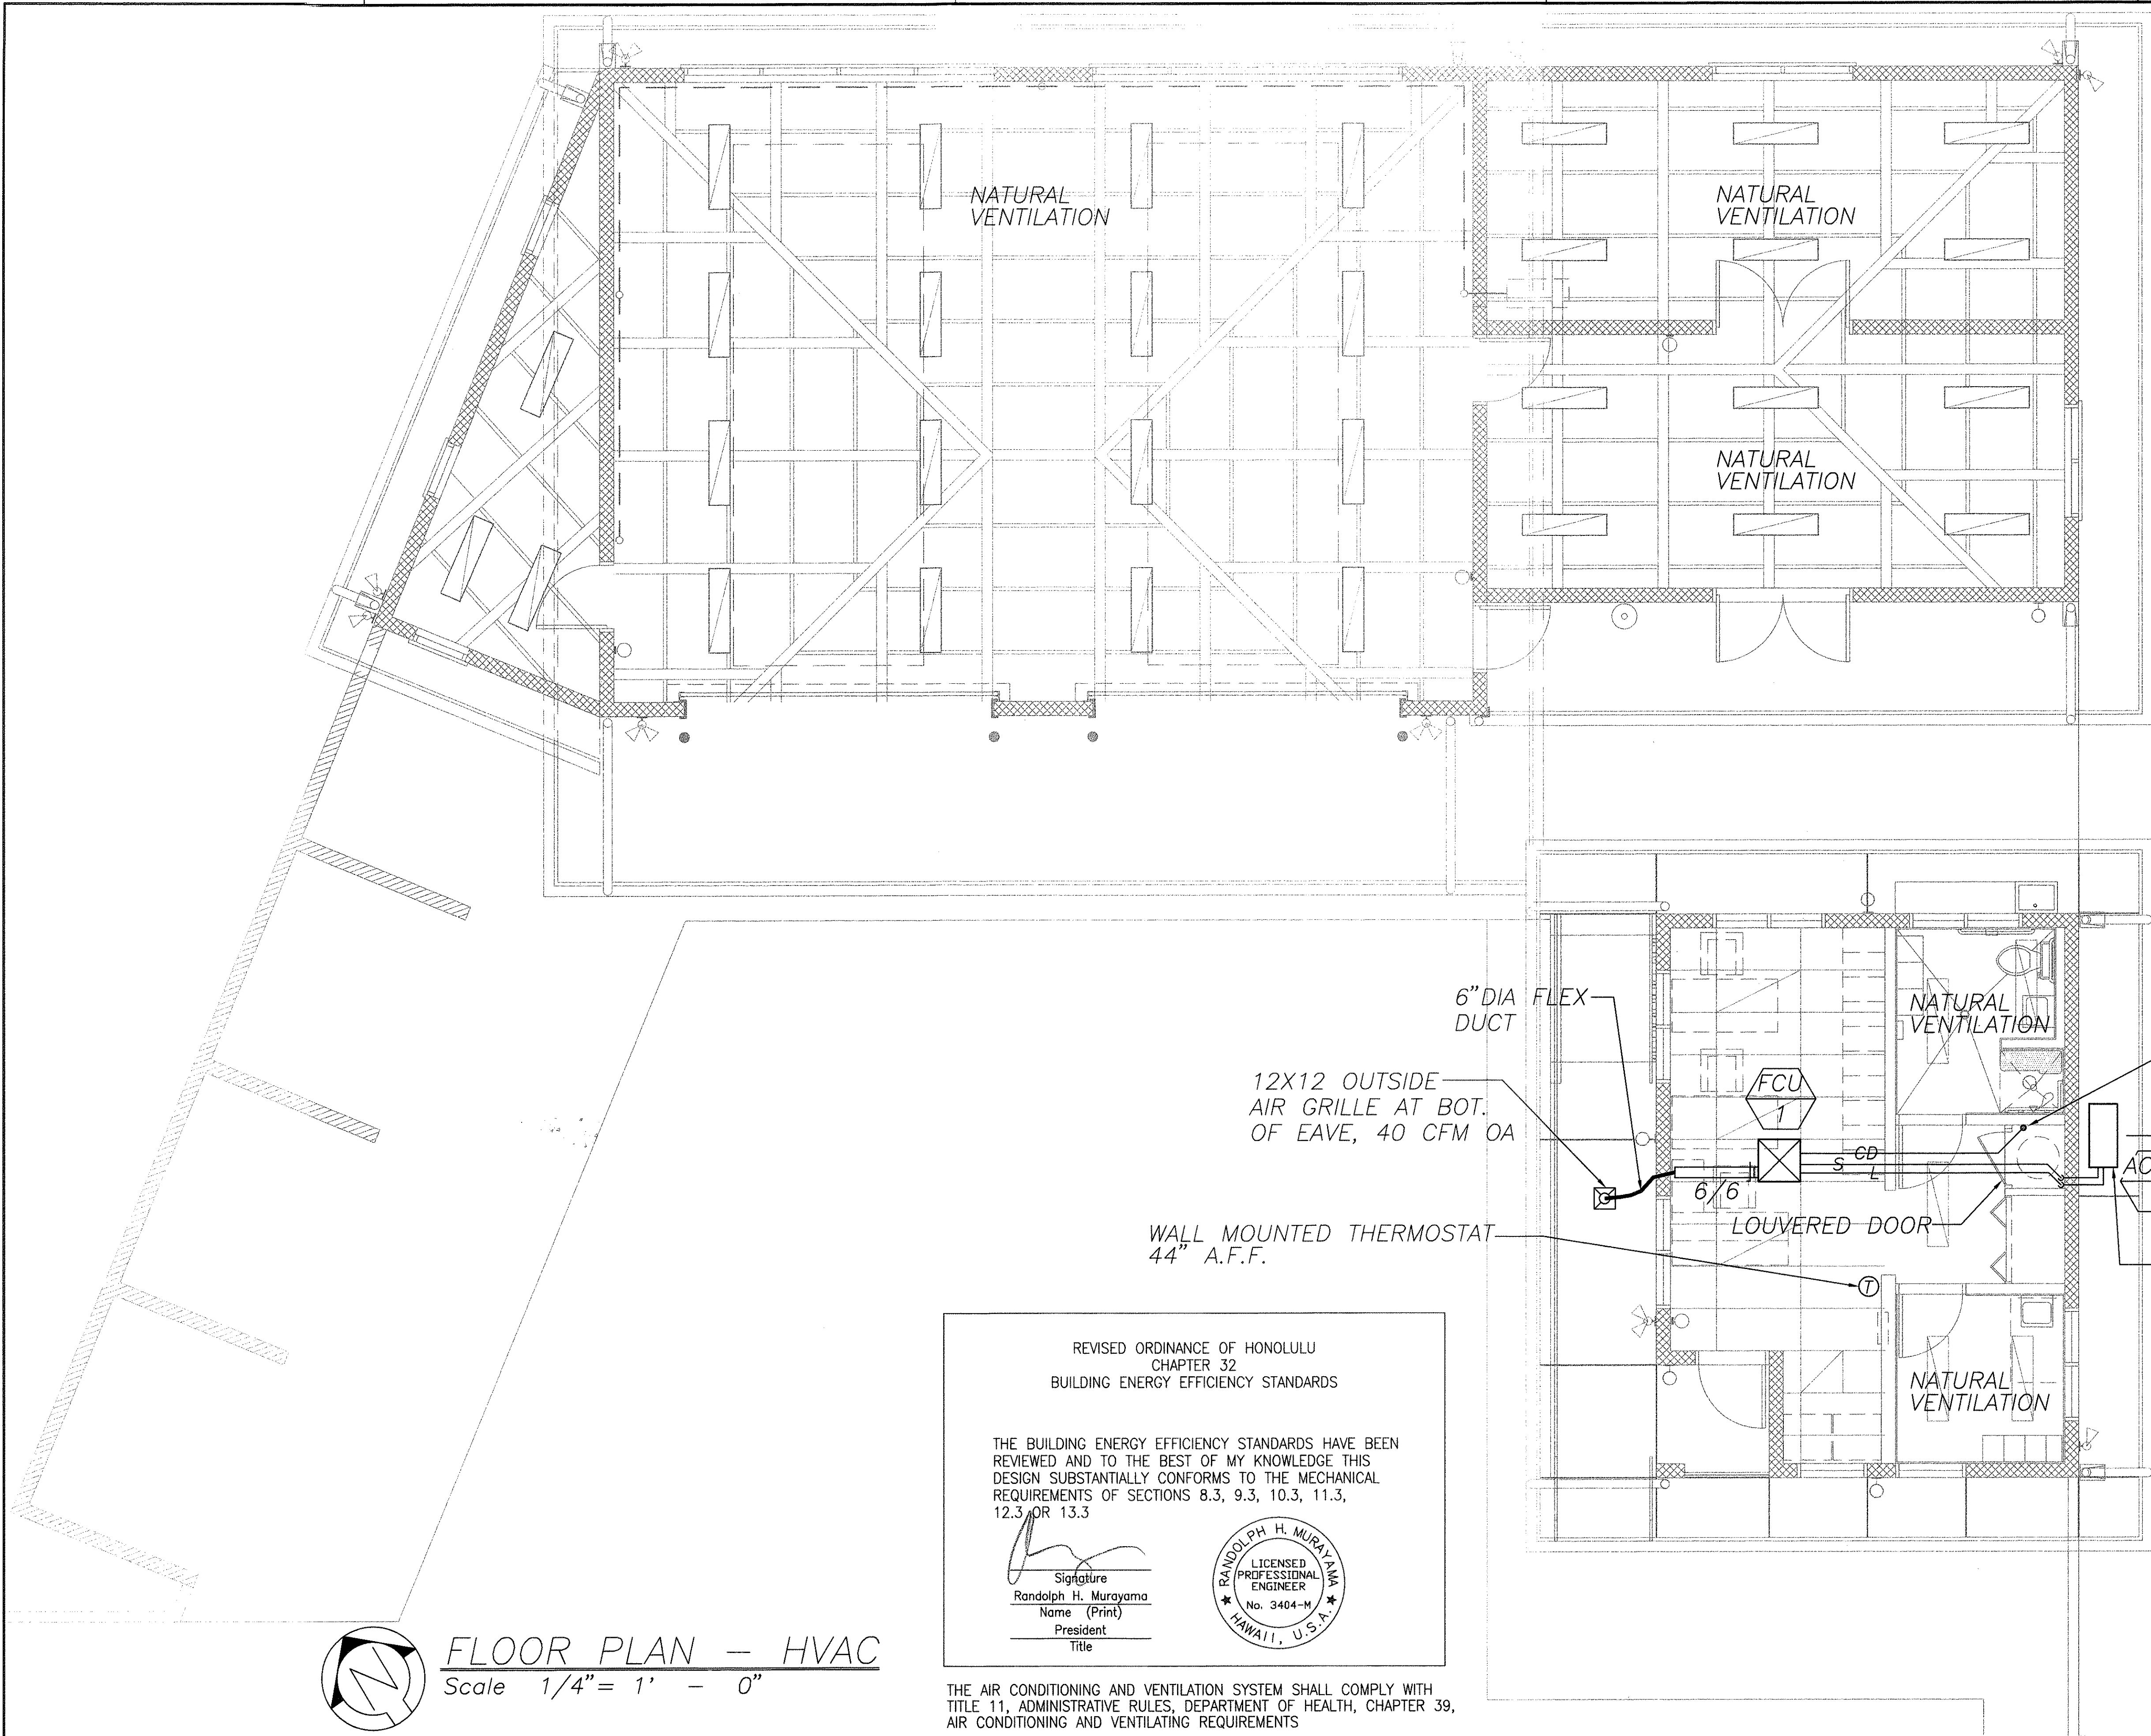 NATURAL
VENTILATION
NATURAL
VENTILATION
NATURAL
VENTILATION
6" DIA FLEX
DUCT
12X12 OUTSIDE
AIR GRILLE AT BOT.
OF EAVE, 40 CFM OA
WALL MOUNTED THERMOSTAT
44" A.F.F.
NATURAL
VENTILATION
FCU
1
CD
S
L
6/6
AC
LOUVERED DOOR
T
NATURAL
VENTILATION
REVISED ORDINANCE OF HONOLULU
CHAPTER 32
BUILDING ENERGY EFFICIENCY STANDARDS
THE BUILDING ENERGY EFFICIENCY STANDARDS HAVE BEEN
REVIEWED AND TO THE BEST OF MY KNOWLEDGE THIS
DESIGN SUBSTANTIALLY CONFORMS TO THE MECHANICAL
REQUIREMENTS OF SECTIONS 8.3, 9.3, 10.3, 11.3,
12.3 OR 13.3
Signature
Randolph H. Murayama
Name (Print)
President
Title
RANDOLPH H. MURAYAMA
LICENSED
PROFESSIONAL
ENGINEER
No. 3404-M
★ HAWAII, U.S.A. ★
THE AIR CONDITIONING AND VENTILATION SYSTEM SHALL COMPLY WITH
TITLE 11, ADMINISTRATIVE RULES, DEPARTMENT OF HEALTH, CHAPTER 39,
AIR CONDITIONING AND VENTILATING REQUIREMENTS
N
FLOOR PLAN – HVAC
Scale 1/4"= 1' – 0"